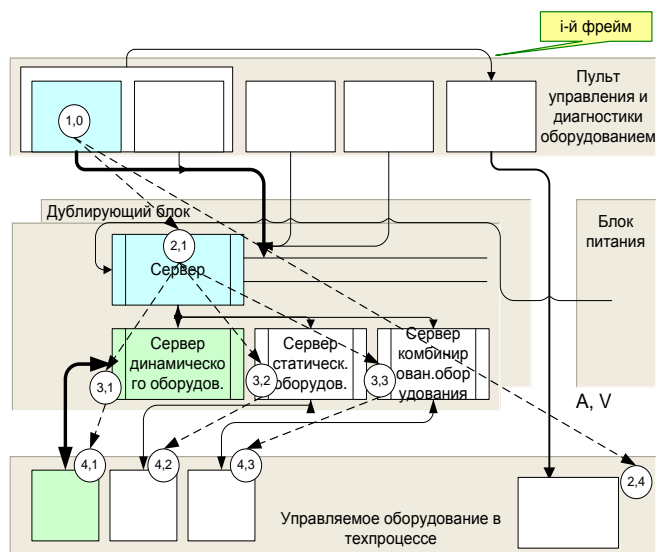 i-й фрейм
Пульт
управления и
диагностики
оборудованием
1,0
Дублирующий блок
Блок
питания
2,1
Сервер
Сервер
динамическо
го оборудов.
Сервер
статическ.
оборудов.
Сервер
комбинир
ован.обор
удования
3,1
3,2
3,3
A, V
4,1
4,2
4,3
2,4
Управляемое оборудование в
техпроцессе